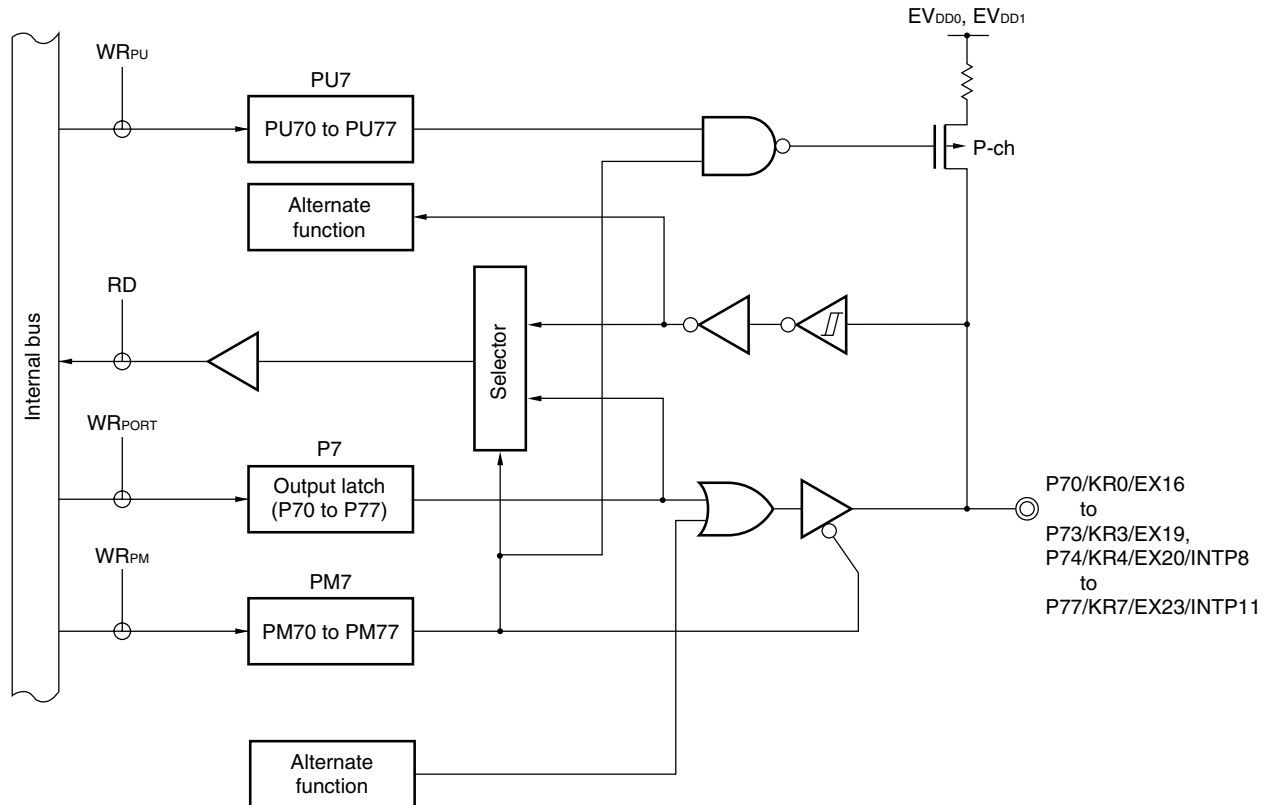 EVDD0, EVDD1
WRPU
PU7
PU70 to PU77
P-ch
Alternate
function
RD
Selector
Internal bus
WRPORT
P7
Output latch
(P70 to P77)
P70/KR0/EX16
to
P73/KR3/EX19,
P74/KR4/EX20/INTP8
to
P77/KR7/EX23/INTP11
WRPM
PM7
PM70 to PM77
Alternate
function